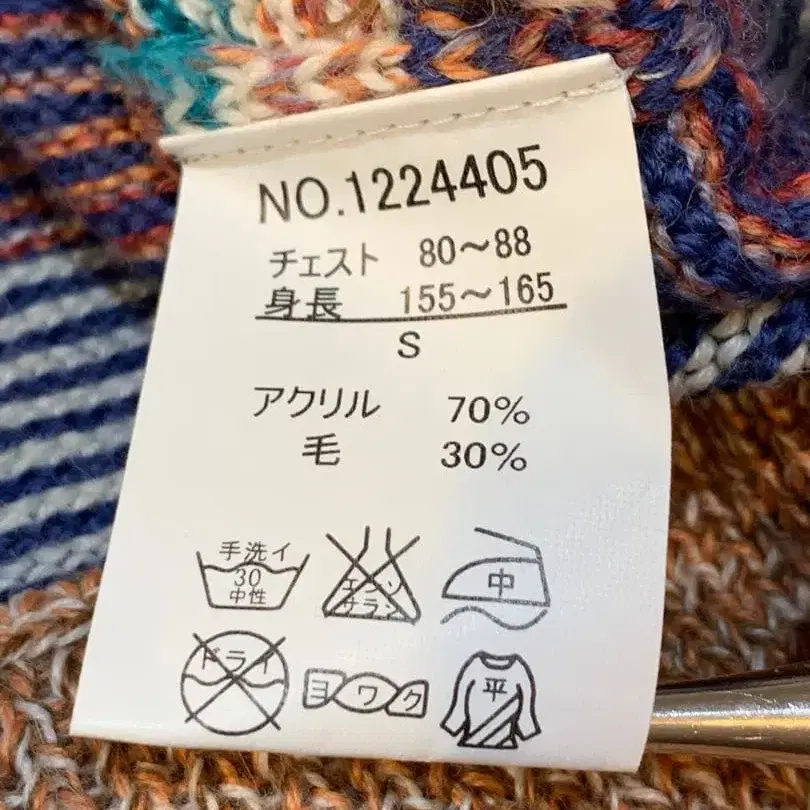 NO.1224405
チェスト 80～88
身長 155～165
S
アクリル 70%
毛 30%
手洗イ
30
中性
エンソ
サラシ
中
ドライ
ヨワク
平